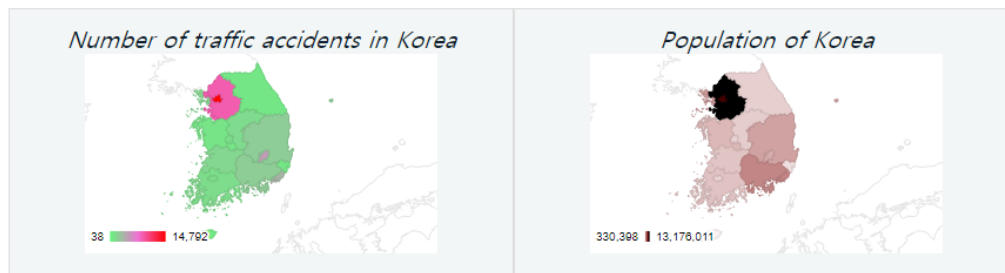 Number of traffic accidents in Korea
38 14,792
Population of Korea
330,398 13,176,011